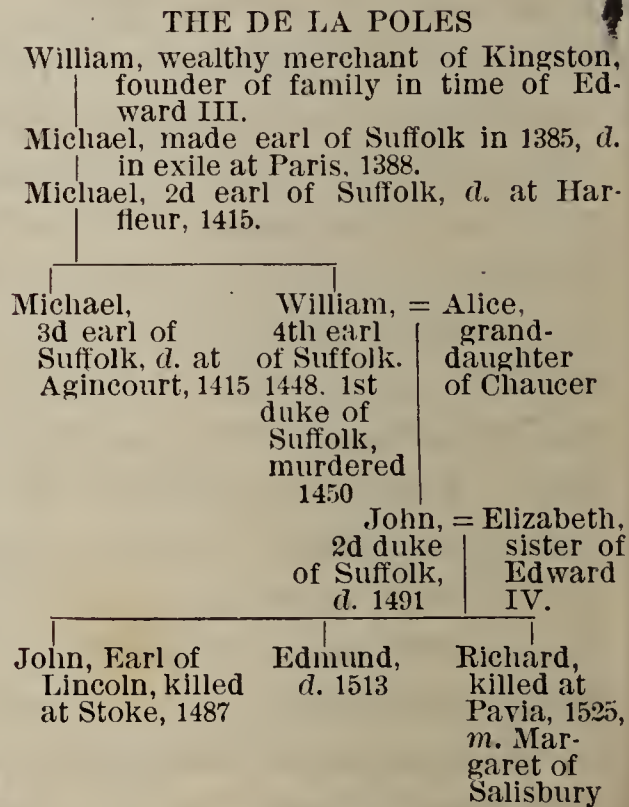 THE DE LA POLES
William, wealthy merchant of Kingston,
founder of family in time of Ed-
ward III.
Michael, made earl of Suffolk in 1385, d.
in exile at Paris, 1388.
Michael, 2d earl of Suffolk, d. at Har-
fleur, 1415.
Michael,
3d earl of
Suffolk, d. at
Agincourt, 1415
William, = Alice,
4th earl
of Suffolk.
1448. 1st
duke of
Suffolk,
murdered
1450
grand-
daughter
of Chaucer
John, = Elizabeth,
2d duke
of Suffolk,
d. 1491
sister of
Edward
IV.
John, Earl of
Lincoln, killed
at Stoke, 1487
Edmund,
d. 1513
Richard,
killed at
Pavia, 1525,
m. Mar-
garet of
Salisbury